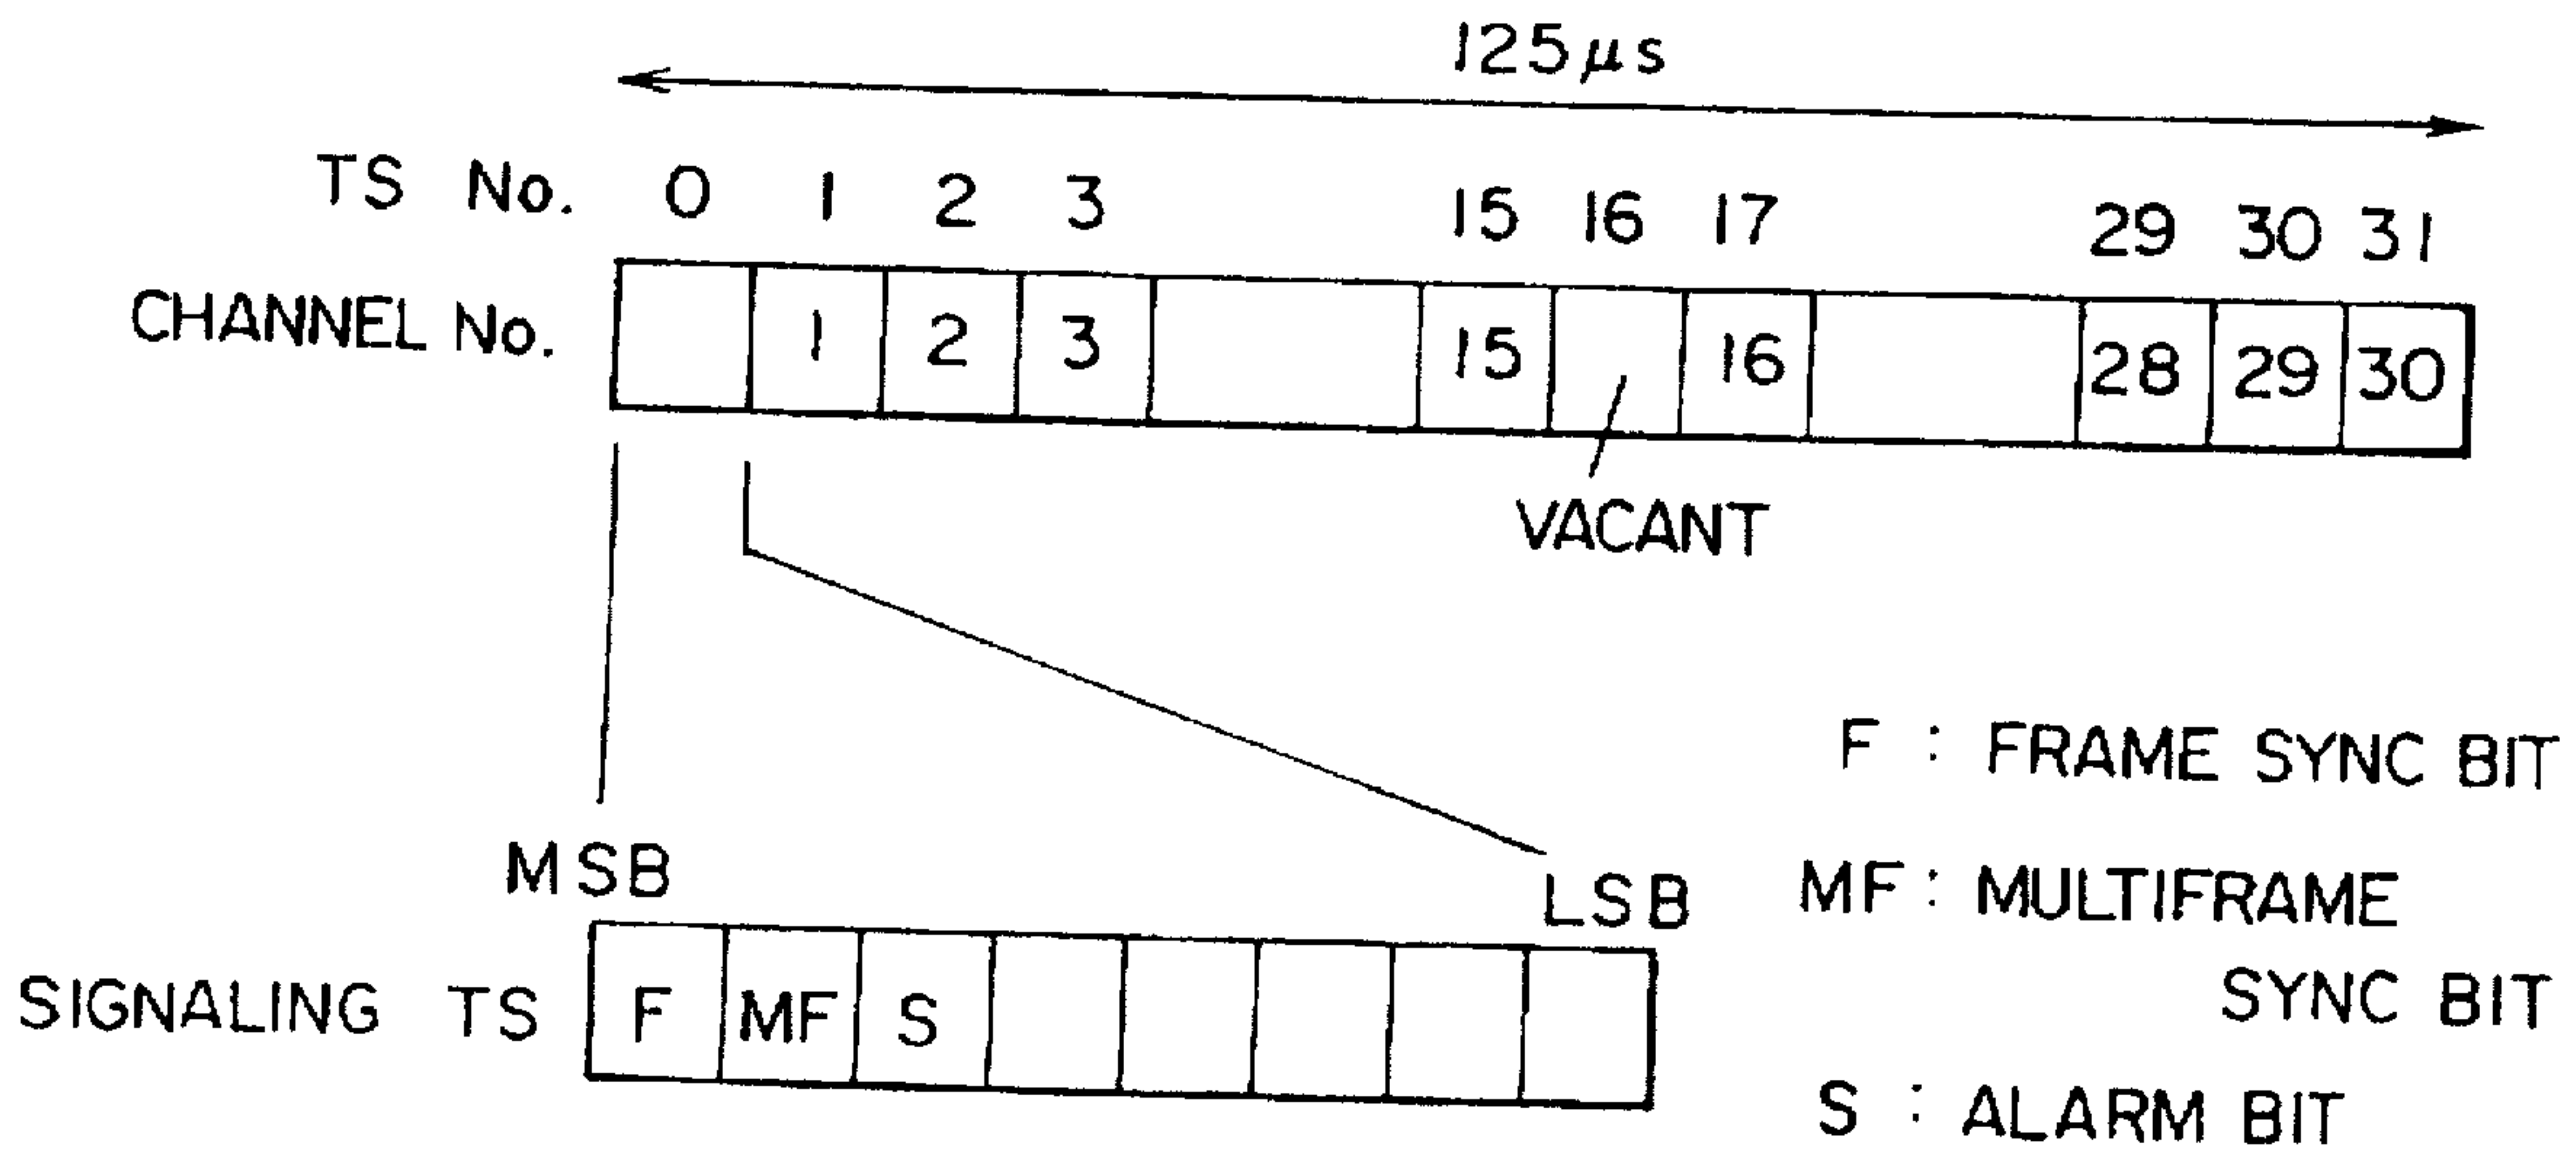 125μs
TS No. 0 1 2 3 15 16 17 29 30 31
CHANNEL No. 1 2 3 15 16 28 29 30
VACANT
F : FRAME SYNC BIT
MSB LSB
MF : MULTIFRAME
SYNC BIT
SIGNALING TS F MF S
S : ALARM BIT